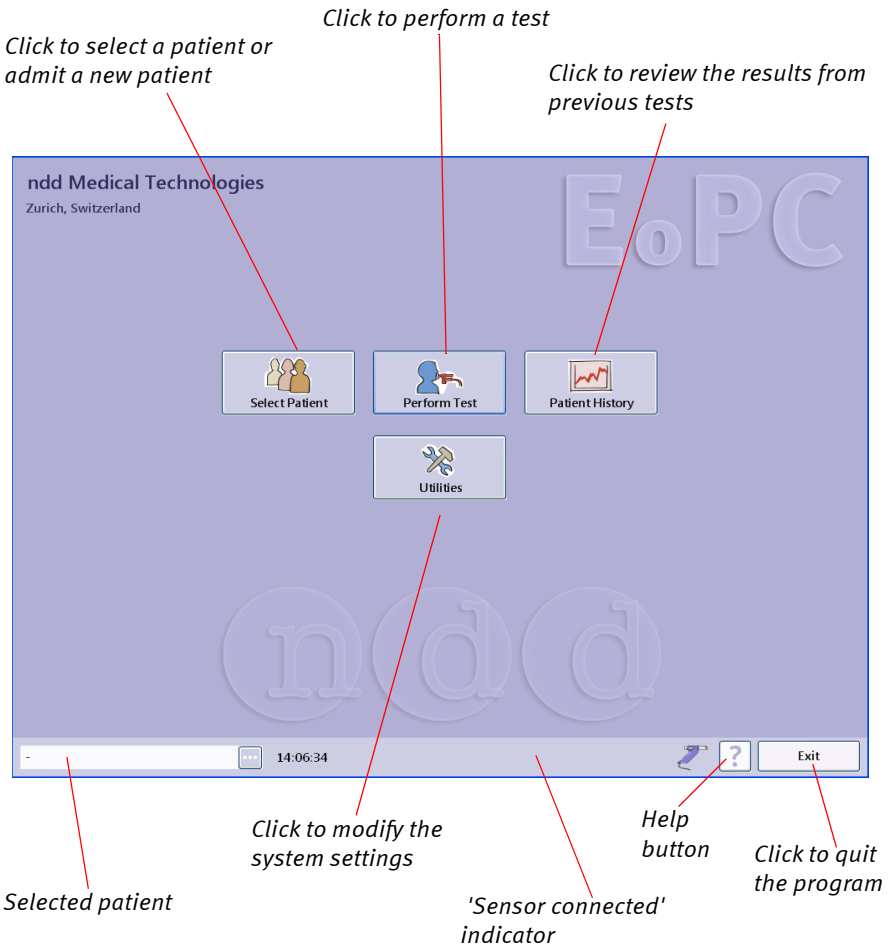 Click to perform a test
Click to select a patient or
admit a new patient
Click to review the results from
previous tests
ndd Medical Technologies
Zurich, Switzerland
EoPC
Select Patient
Perform Test
Patient History
Utilities
ndd
-
...
14:06:34
?
Exit
Click to modify the
system settings
Help
button
Click to quit
the program
Selected patient
'Sensor connected'
indicator